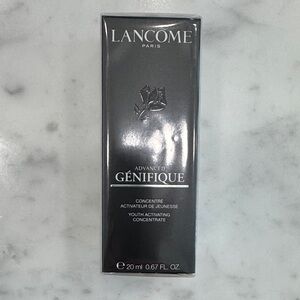 LANCOME
PARIS
ADVANCED
GÉNIFIQUE
CONCENTRÉ
ACTIVATEUR DE JEUNESSE
YOUTH ACTIVATING
CONCENTRATE
℮ 20 ml 0.67 FL. OZ.